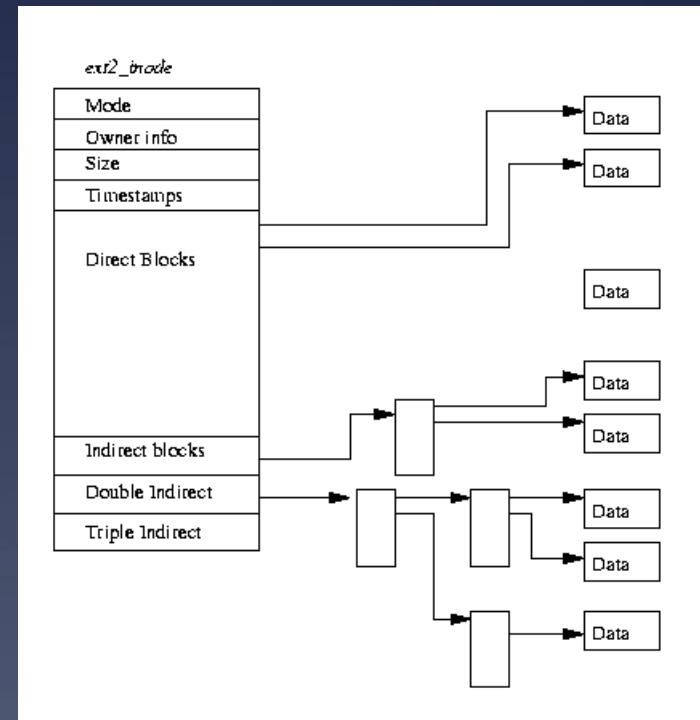 ext2_inode
Mode
Owner info
Size
Timestamps
Direct Blocks
Indirect blocks
Double Indirect
Triple Indirect
Data
Data
Data
Data
Data
Data
Data
Data